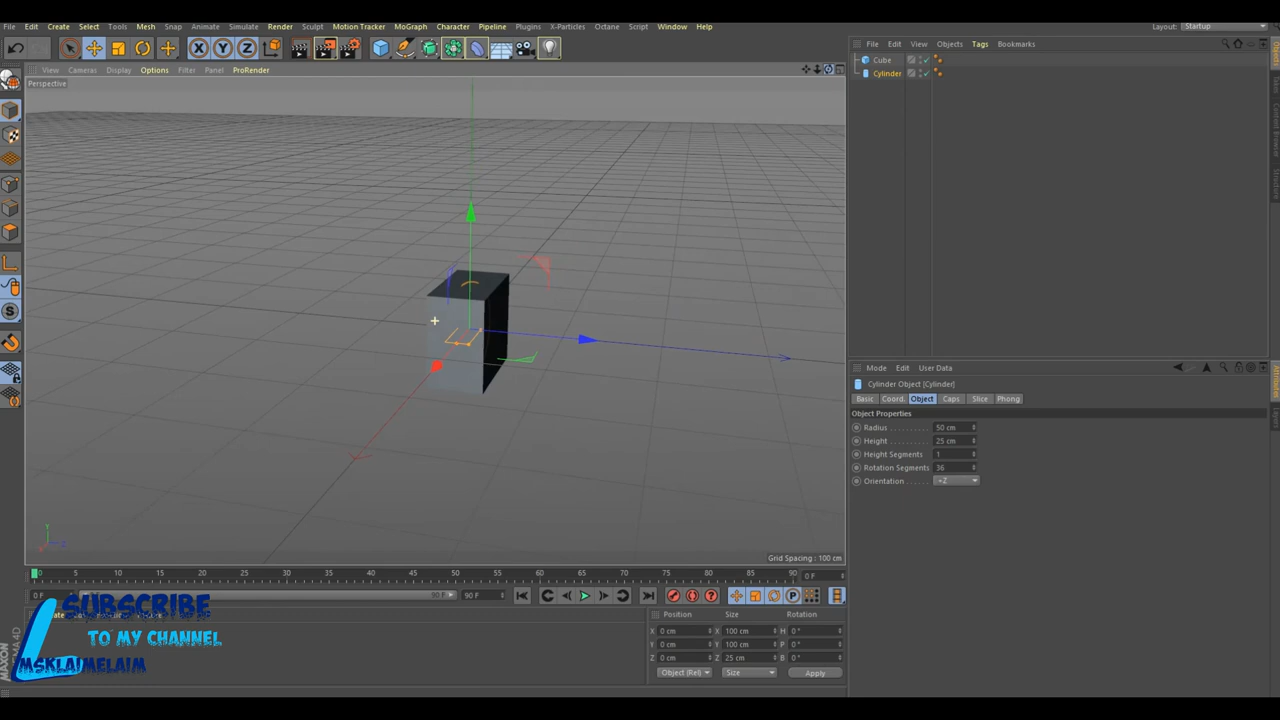 File Edit Create Select Tools Mesh Snap Animate Simulate Render Sculpt Motion Tracker MoGraph Character Pipeline Plugins X-Particles Octane Script Window Help
Layout: Startup
X Y Z
View Cameras Display Options Filter Panel ProRender
Perspective
File Edit View Objects Tags Bookmarks
Cube
Cylinder
Mode Edit User Data
Cylinder Object [Cylinder]
Basic Coord. Object Caps Slice Phong
Object Properties
Radius 50 cm
Height 25 cm
Height Segments 1
Rotation Segments 36
Orientation +Z
Y
Z
Grid Spacing : 100 cm
0 5 10 15 20 25 30 35 40 45 50 55 60 65 70 75 80 85 90 0 F
0 F 90 F 90 F
Position Size Rotation
X 0 cm X 100 cm H 0 °
Y 0 cm Y 100 cm P 0 °
Z 0 cm Z 25 cm B 0 °
Object (Rel) Size Apply
SUBSCRIBE
TO MY CHANNEL
MSKLAIMELAIM